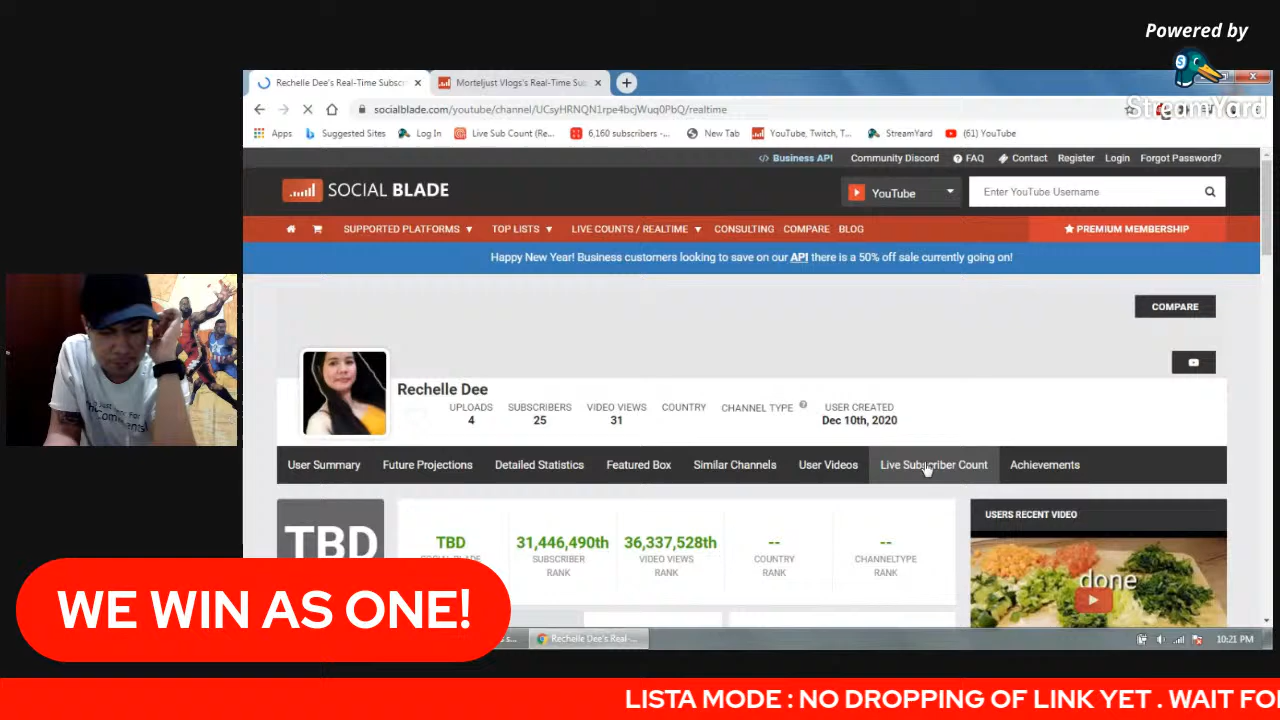 Powered by
StreamYard
Rechelle Dee's Real-Time Subscr
Morteljust Vlogs's Real-Time Sub
socialblade.com/youtube/channel/UCsyHRNQN1rpe4bcjWuq0PbQ/realtime
Apps
Suggested Sites
Log In
Live Sub Count (Re...
6,160 subscribers -...
New Tab
YouTube, Twitch, T...
StreamYard
(61) YouTube
Business API
Community Discord
FAQ
Contact
Register
Login
Forgot Password?
SOCIAL BLADE
YouTube
Enter YouTube Username
SUPPORTED PLATFORMS
TOP LISTS
LIVE COUNTS / REALTIME
CONSULTING
COMPARE
BLOG
PREMIUM MEMBERSHIP
Happy New Year! Business customers looking to save on our API there is a 50% off sale currently going on!
COMPARE
Rechelle Dee
UPLOADS
4
SUBSCRIBERS
25
VIDEO VIEWS
31
COUNTRY
CHANNEL TYPE
USER CREATED
Dec 10th, 2020
User Summary
Future Projections
Detailed Statistics
Featured Box
Similar Channels
User Videos
Live Subscriber Count
Achievements
TBD
TBD
31,446,490th
SUBSCRIBER
RANK
36,337,528th
VIDEO VIEWS
RANK
--
COUNTRY
RANK
--
CHANNELTYPE
RANK
USERS RECENT VIDEO
done
WE WIN AS ONE!
Rechelle Dee's Real-...
10:21 PM
LISTA MODE : NO DROPPING OF LINK YET . WAIT FO